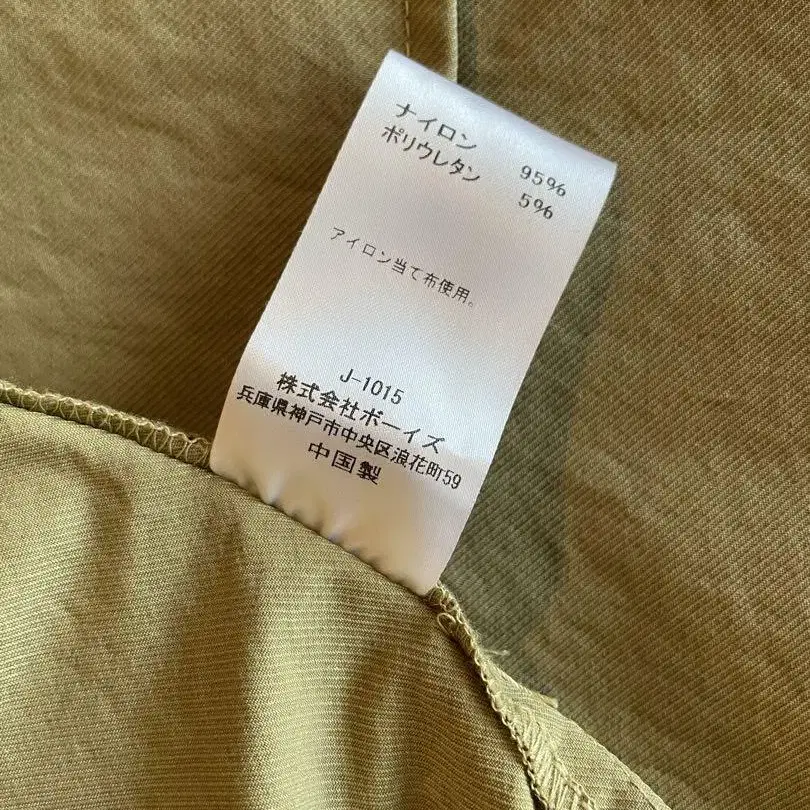 ナイロン 95%
ポリウレタン 5%
アイロン当て布使用。
J-1015
株式会社ボーイズ
兵庫県神戸市中央区浪花町59
中国製